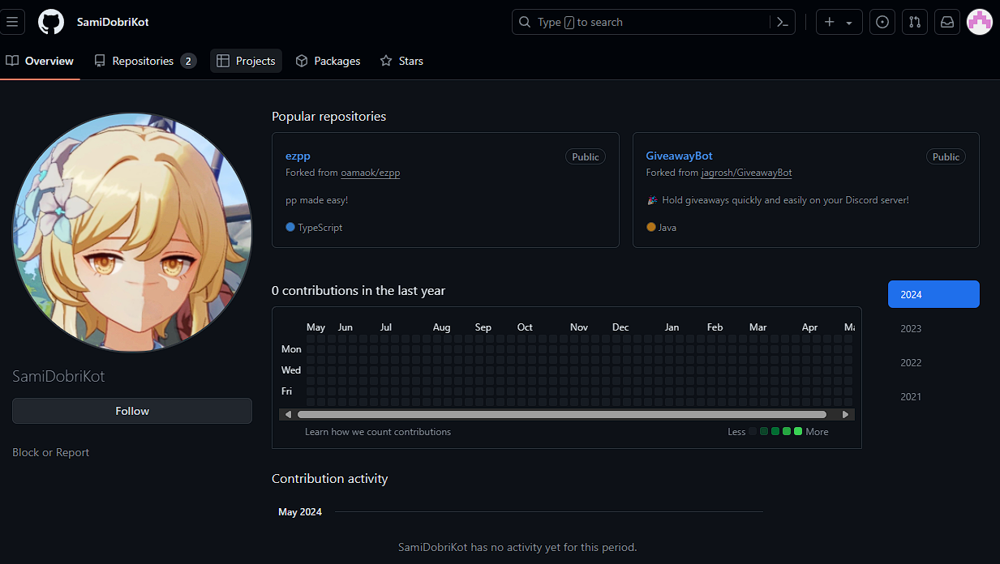 SamiDobriKot
Type / to search
Overview
Repositories 2
Projects
Packages
Stars
Popular repositories
ezpp Public
Forked from oamaok/ezpp
pp made easy!
TypeScript
GiveawayBot Public
Forked from jagrosh/GiveawayBot
🎉 Hold giveaways quickly and easily on your Discord server!
Java
SamiDobriKot
Follow
Block or Report
0 contributions in the last year
May Jun Jul Aug Sep Oct Nov Dec Jan Feb Mar Apr Ma
Mon
Wed
Fri
Learn how we count contributions
Less More
2024
2023
2022
2021
Contribution activity
May 2024
SamiDobriKot has no activity yet for this period.